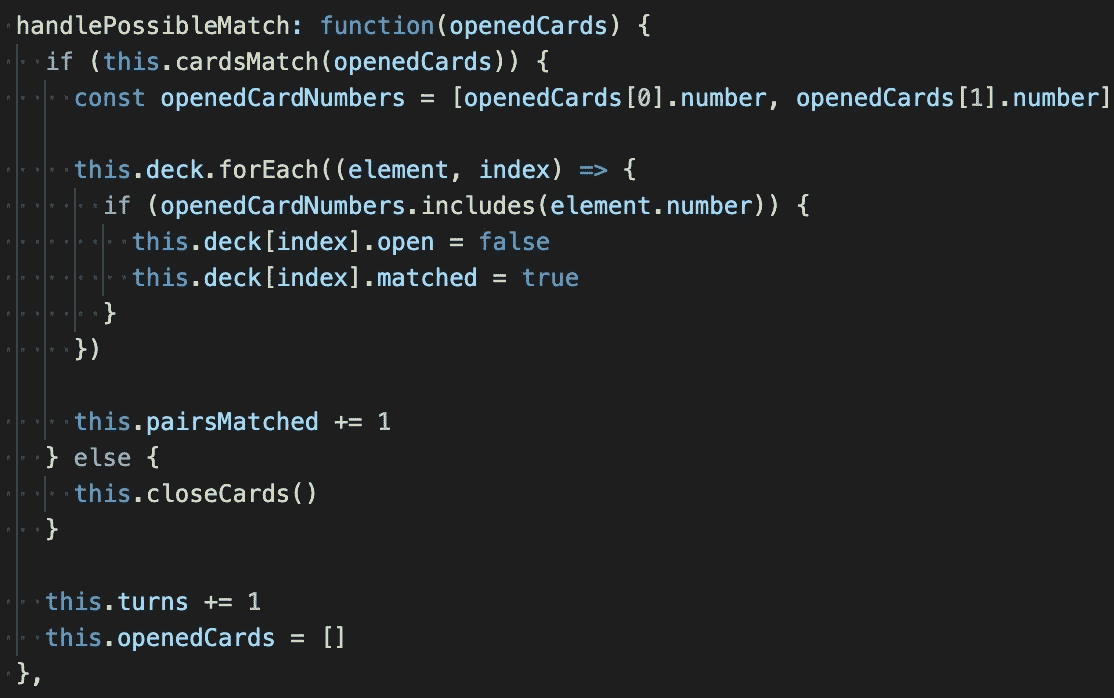 handlePossibleMatch: function(openedCards) {
if (this.cardsMatch(openedCards)) {
const openedCardNumbers = [openedCards[0].number, openedCards[1].number]
this.deck.forEach((element, index) => {
if (openedCardNumbers.includes(element.number)) {
this.deck[index].open = false
this.deck[index].matched = true
}
})
this.pairsMatched += 1
} else {
this.closeCards()
}
this.turns += 1
this.openedCards = []
},